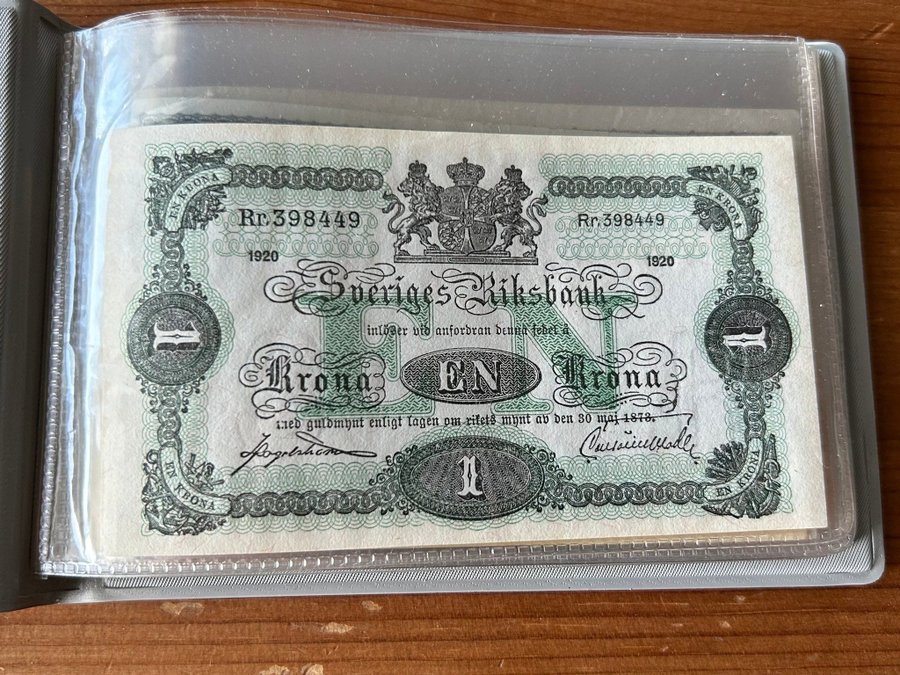 EN KRONA
EN KRONA
Rr.398449
Rr.398449
1920
1920
Sveriges Riksbank
inlöser vid anfordran denna sedel å
1
EN
1
Krona
EN
Krona
med guldmynt enligt lagen om rikets mynt av den 30 maj 1873.
EN KRONA
1
EN KRONA